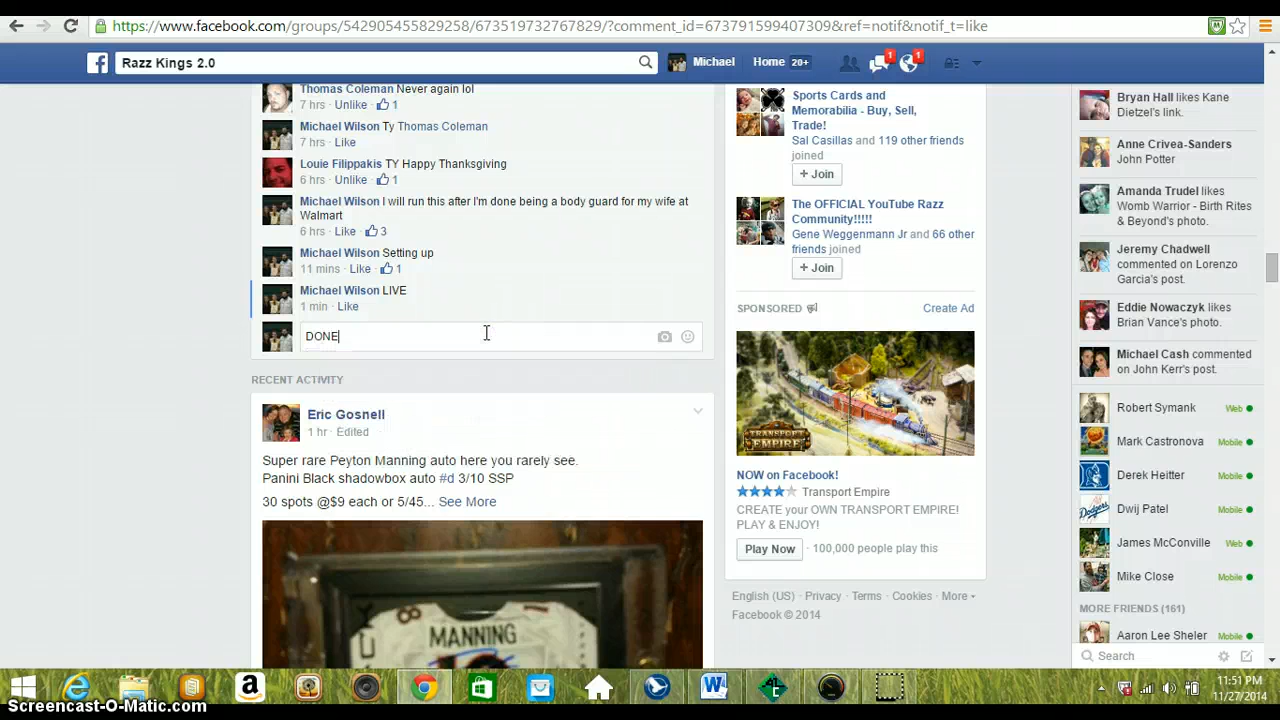 https://www.facebook.com/groups/542905455829258/673519732767829/?comment_id=673791599407309&ref=notif&notif_t=like
Razz Kings 2.0
Michael
Home 20+
1
1
Thomas Coleman Never again lol
7 hrs · Unlike · 1
Michael Wilson Ty Thomas Coleman
7 hrs · Like
Louie Filippakis TY Happy Thanksgiving
6 hrs · Unlike · 1
Michael Wilson I will run this after I'm done being a body guard for my wife at
Walmart
6 hrs · Like · 3
Michael Wilson Setting up
11 mins · Like · 1
Michael Wilson LIVE
1 min · Like
DONE
RECENT ACTIVITY
Eric Gosnell
1 hr · Edited
Super rare Peyton Manning auto here you rarely see.
Panini Black shadowbox auto #d 3/10 SSP
30 spots @$9 each or 5/45... See More
MANNING
Sports Cards and
Memorabilia - Buy, Sell,
Trade!
Sal Casillas and 119 other friends
joined
+ Join
The OFFICIAL YouTube Razz
Community!!!!!
Gene Weggenmann Jr and 66 other
friends joined
+ Join
SPONSORED
Create Ad
TRANSPORT
EMPIRE
NOW on Facebook!
Transport Empire
CREATE your OWN TRANSPORT EMPIRE!
PLAY & ENJOY!
Play Now · 100,000 people play this
English (US) · Privacy · Terms · Cookies · More
Facebook © 2014
Bryan Hall likes Kane
Dietzel's link.
Anne Crivea-Sanders
John Potter
Amanda Trudel likes
Womb Warrior - Birth Rites
& Beyond's photo.
Jeremy Chadwell
commented on Lorenzo
Garcia's post.
Eddie Nowaczyk likes
Brian Vance's photo.
Michael Cash commented
on John Kerr's post.
Robert Symank Web
Mark Castronova Mobile
Derek Heitter Mobile
Dwij Patel Mobile
James McConville Web
Mike Close Mobile
MORE FRIENDS (161)
Aaron Lee Sheler Mobile
Search
11:51 PM
11/27/2014
Screencast-O-Matic.com